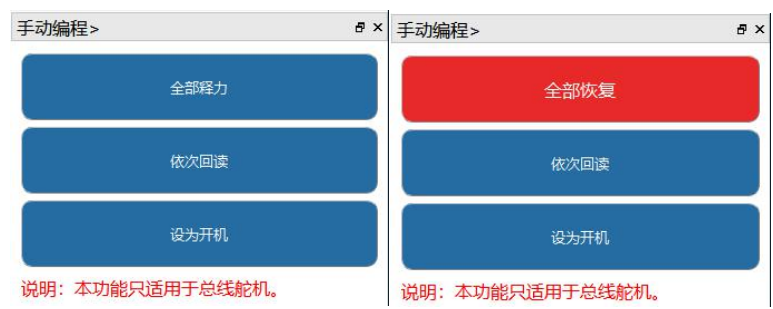 手动编程>
全部释力
依次回读
设为开机
说明：本功能只适用于总线舵机。
手动编程>
全部恢复
依次回读
设为开机
说明：本功能只适用于总线舵机。